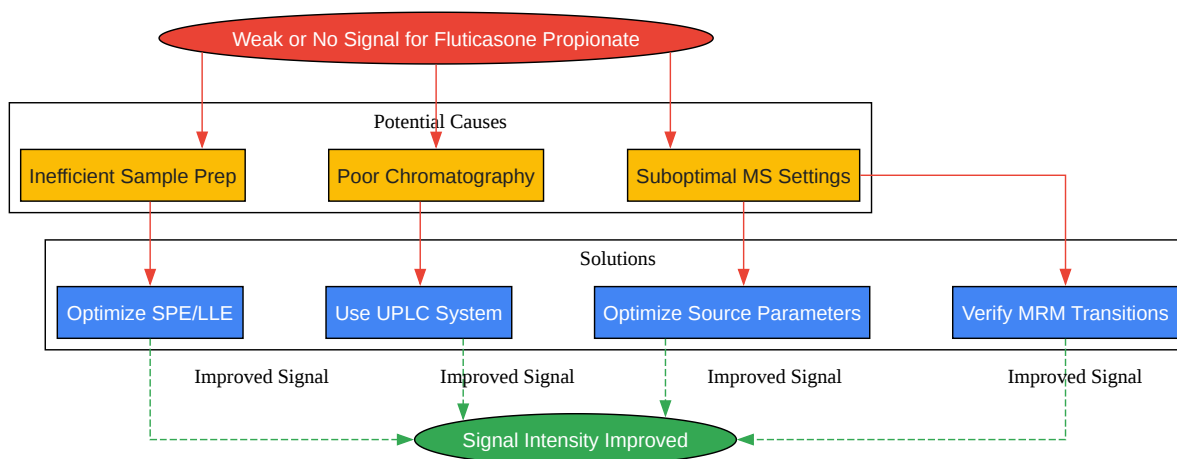 Weak or No Signal for Fluticasone Propionate
Potential Causes
Inefficient Sample Prep
Poor Chromatography
Suboptimal MS Settings
Solutions
Optimize SPE/LLE
Use UPLC System
Optimize Source Parameters
Verify MRM Transitions
Improved Signal
Improved Signal
Improved Signal
Improved Signal
Signal Intensity Improved